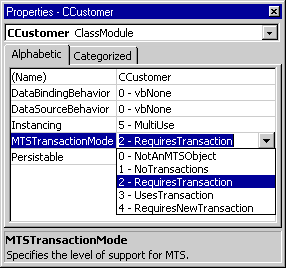 Properties - CCustomer
CCustomer ClassModule
Alphabetic Categorized
(Name) CCustomer
DataBindingBehavior 0 - vbNone
DataSourceBehavior 0 - vbNone
Instancing 5 - MultiUse
MTSTransactionMode 2 - RequiresTransaction
Persistable
0 - NotAnMTSObject
1 - NoTransactions
2 - RequiresTransaction
3 - UsesTransaction
4 - RequiresNewTransaction
MTSTransactionMode
Specifies the level of support for MTS.